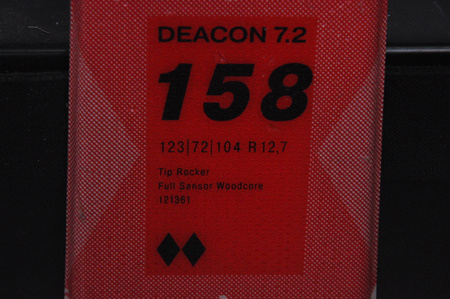 DEACON 7.2
158
123|72|104 R 12,7
Tip Rocker
Full Sensor Woodcore
121361